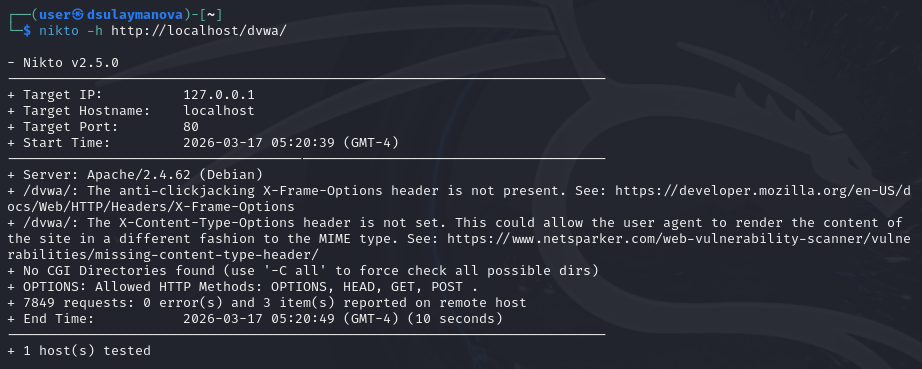 ┌──(user㉿dsulaymanova)-[~]
└─$ nikto -h http://localhost/dvwa/
- Nikto v2.5.0
---------------------------------------------------------------------------
+ Target IP:          127.0.0.1
+ Target Hostname:    localhost
+ Target Port:        80
+ Start Time:         2026-03-17 05:20:39 (GMT-4)
---------------------------------------------------------------------------
+ Server: Apache/2.4.62 (Debian)
+ /dvwa/: The anti-clickjacking X-Frame-Options header is not present. See: https://developer.mozilla.org/en-US/d
ocs/Web/HTTP/Headers/X-Frame-Options
+ /dvwa/: The X-Content-Type-Options header is not set. This could allow the user agent to render the content of
the site in a different fashion to the MIME type. See: https://www.netsparker.com/web-vulnerability-scanner/vulne
rabilities/missing-content-type-header/
+ No CGI Directories found (use '-C all' to force check all possible dirs)
+ OPTIONS: Allowed HTTP Methods: OPTIONS, HEAD, GET, POST .
+ 7849 requests: 0 error(s) and 3 item(s) reported on remote host
+ End Time:           2026-03-17 05:20:49 (GMT-4) (10 seconds)
---------------------------------------------------------------------------
+ 1 host(s) tested